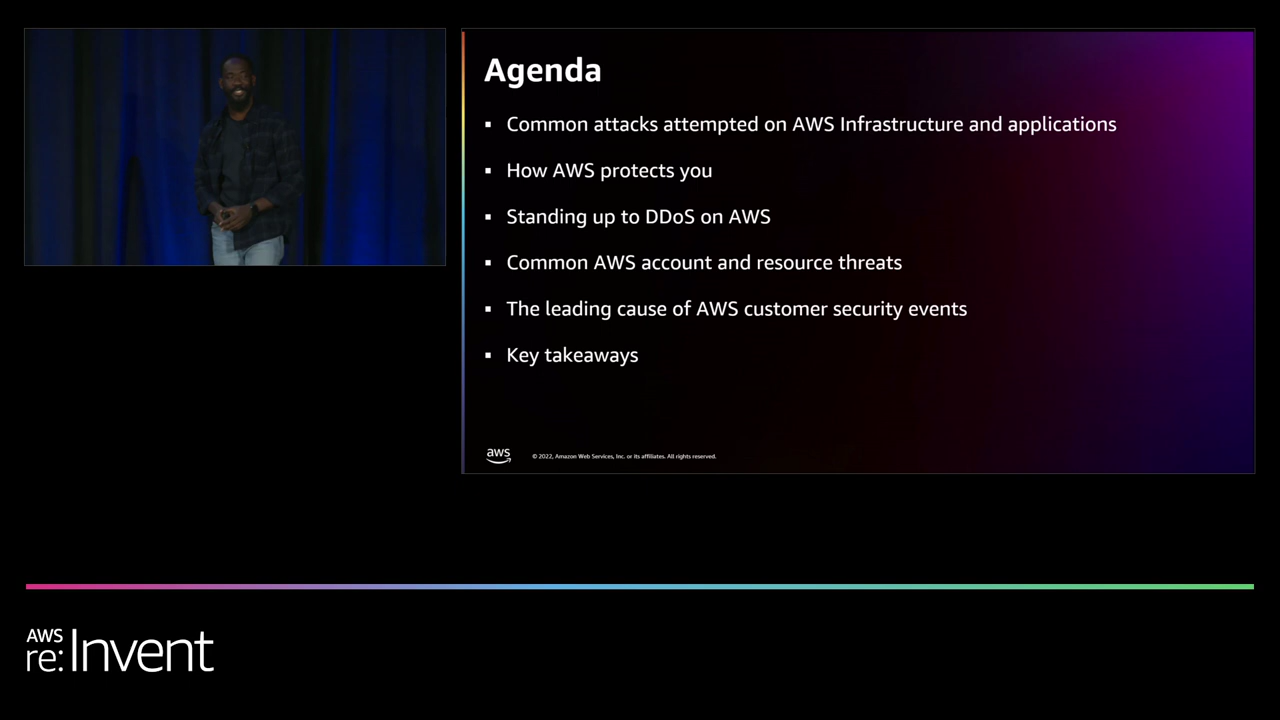 Agenda
▪ Common attacks attempted on AWS Infrastructure and applications
▪ How AWS protects you
▪ Standing up to DDoS on AWS
▪ Common AWS account and resource threats
▪ The leading cause of AWS customer security events
▪ Key takeaways
aws
© 2022, Amazon Web Services, Inc. or its affiliates. All rights reserved.
AWS
re:Invent